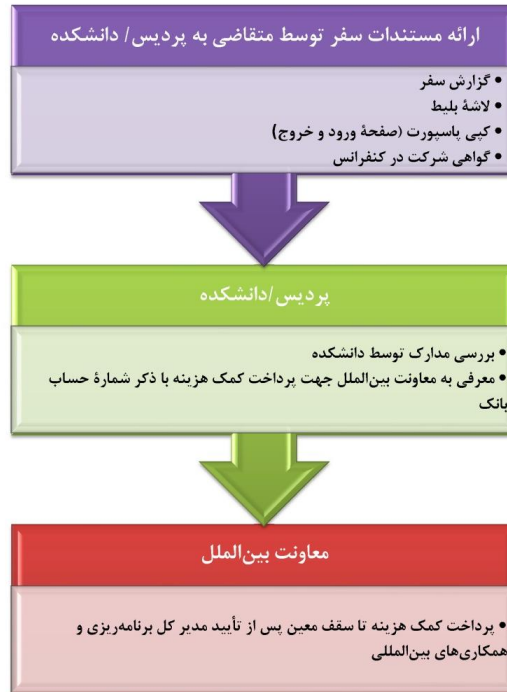 ارائه مستندات سفر توسط متقاضی به پردیس/ دانشکده
• گزارش سفر
• لاشهٔ بلیط
• کپی پاسپورت (صفحهٔ ورود و خروج)
• گواهی شرکت در کنفرانس
پردیس/دانشکده
• بررسی مدارک توسط دانشکده
• معرفی به معاونت بین‌الملل جهت پرداخت کمک هزینه با ذکر شمارهٔ حساب
بانک
معاونت بین‌الملل
• پرداخت کمک هزینه تا سقف معین پس از تأیید مدیر کل برنامه‌ریزی و
همکاری‌های بین‌المللی